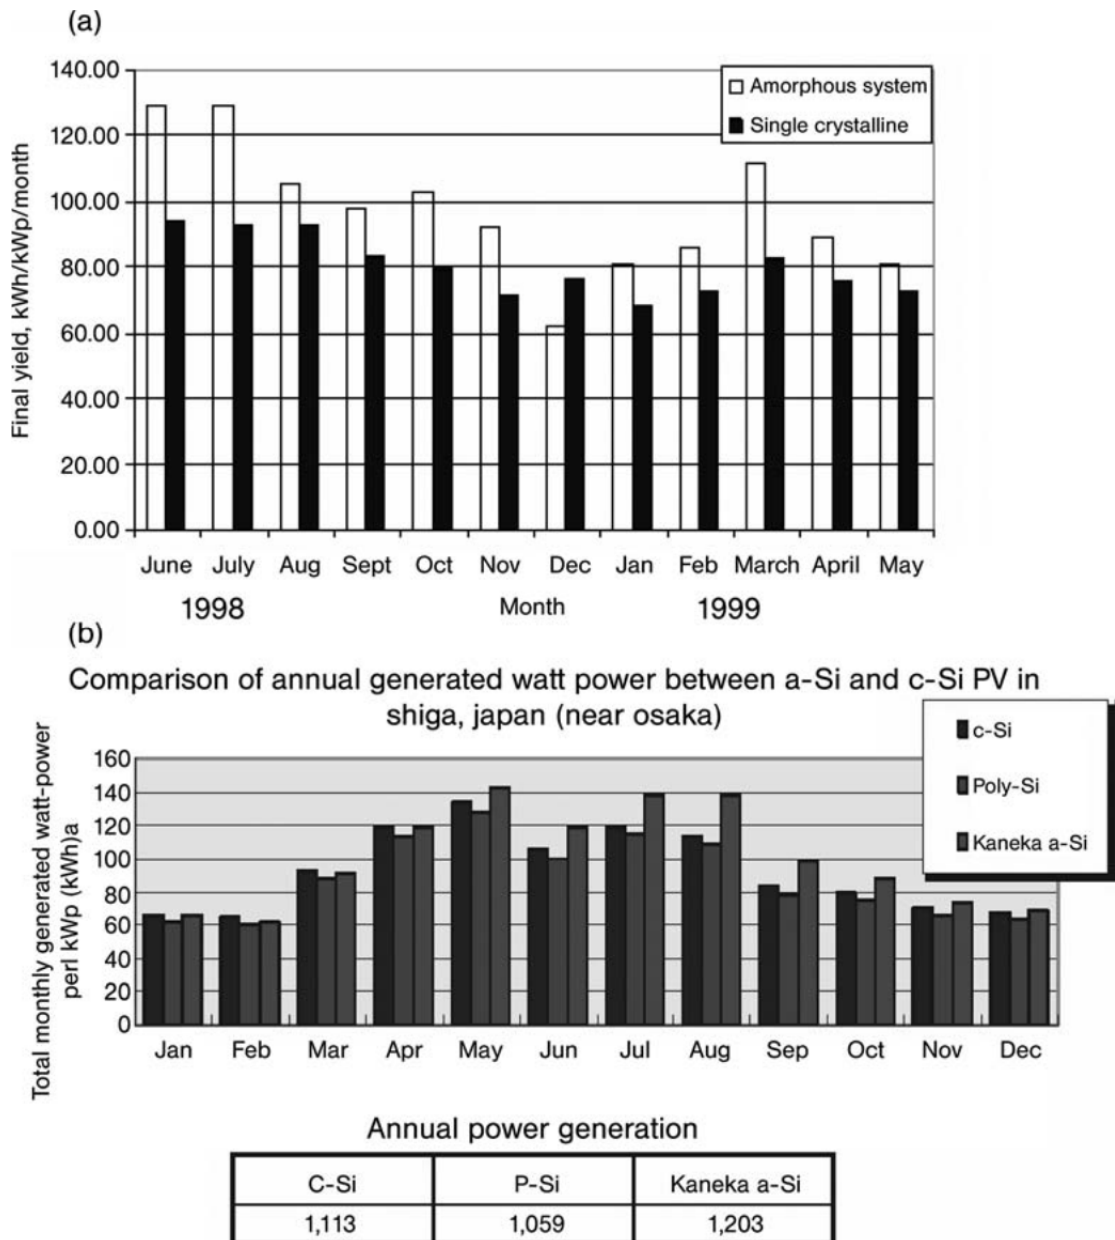 (a)
140.00
120.00
100.00
80.00
60.00
40.00
20.00
0.00
Final yield, kWh/kWp/month
Amorphous system
Single crystalline
June July Aug Sept Oct Nov Dec Jan Feb March April May
1998 Month 1999
(b)
Comparison of annual generated watt power between a-Si and c-Si PV in
shiga, japan (near osaka)
c-Si
Poly-Si
Kaneka a-Si
Total monthly generated watt-power
perl kWp (kWh)a
160
140
120
100
80
60
40
20
0
Jan Feb Mar Apr May Jun Jul Aug Sep Oct Nov Dec
Annual power generation
C-Si P-Si Kaneka a-Si
1,113 1,059 1,203